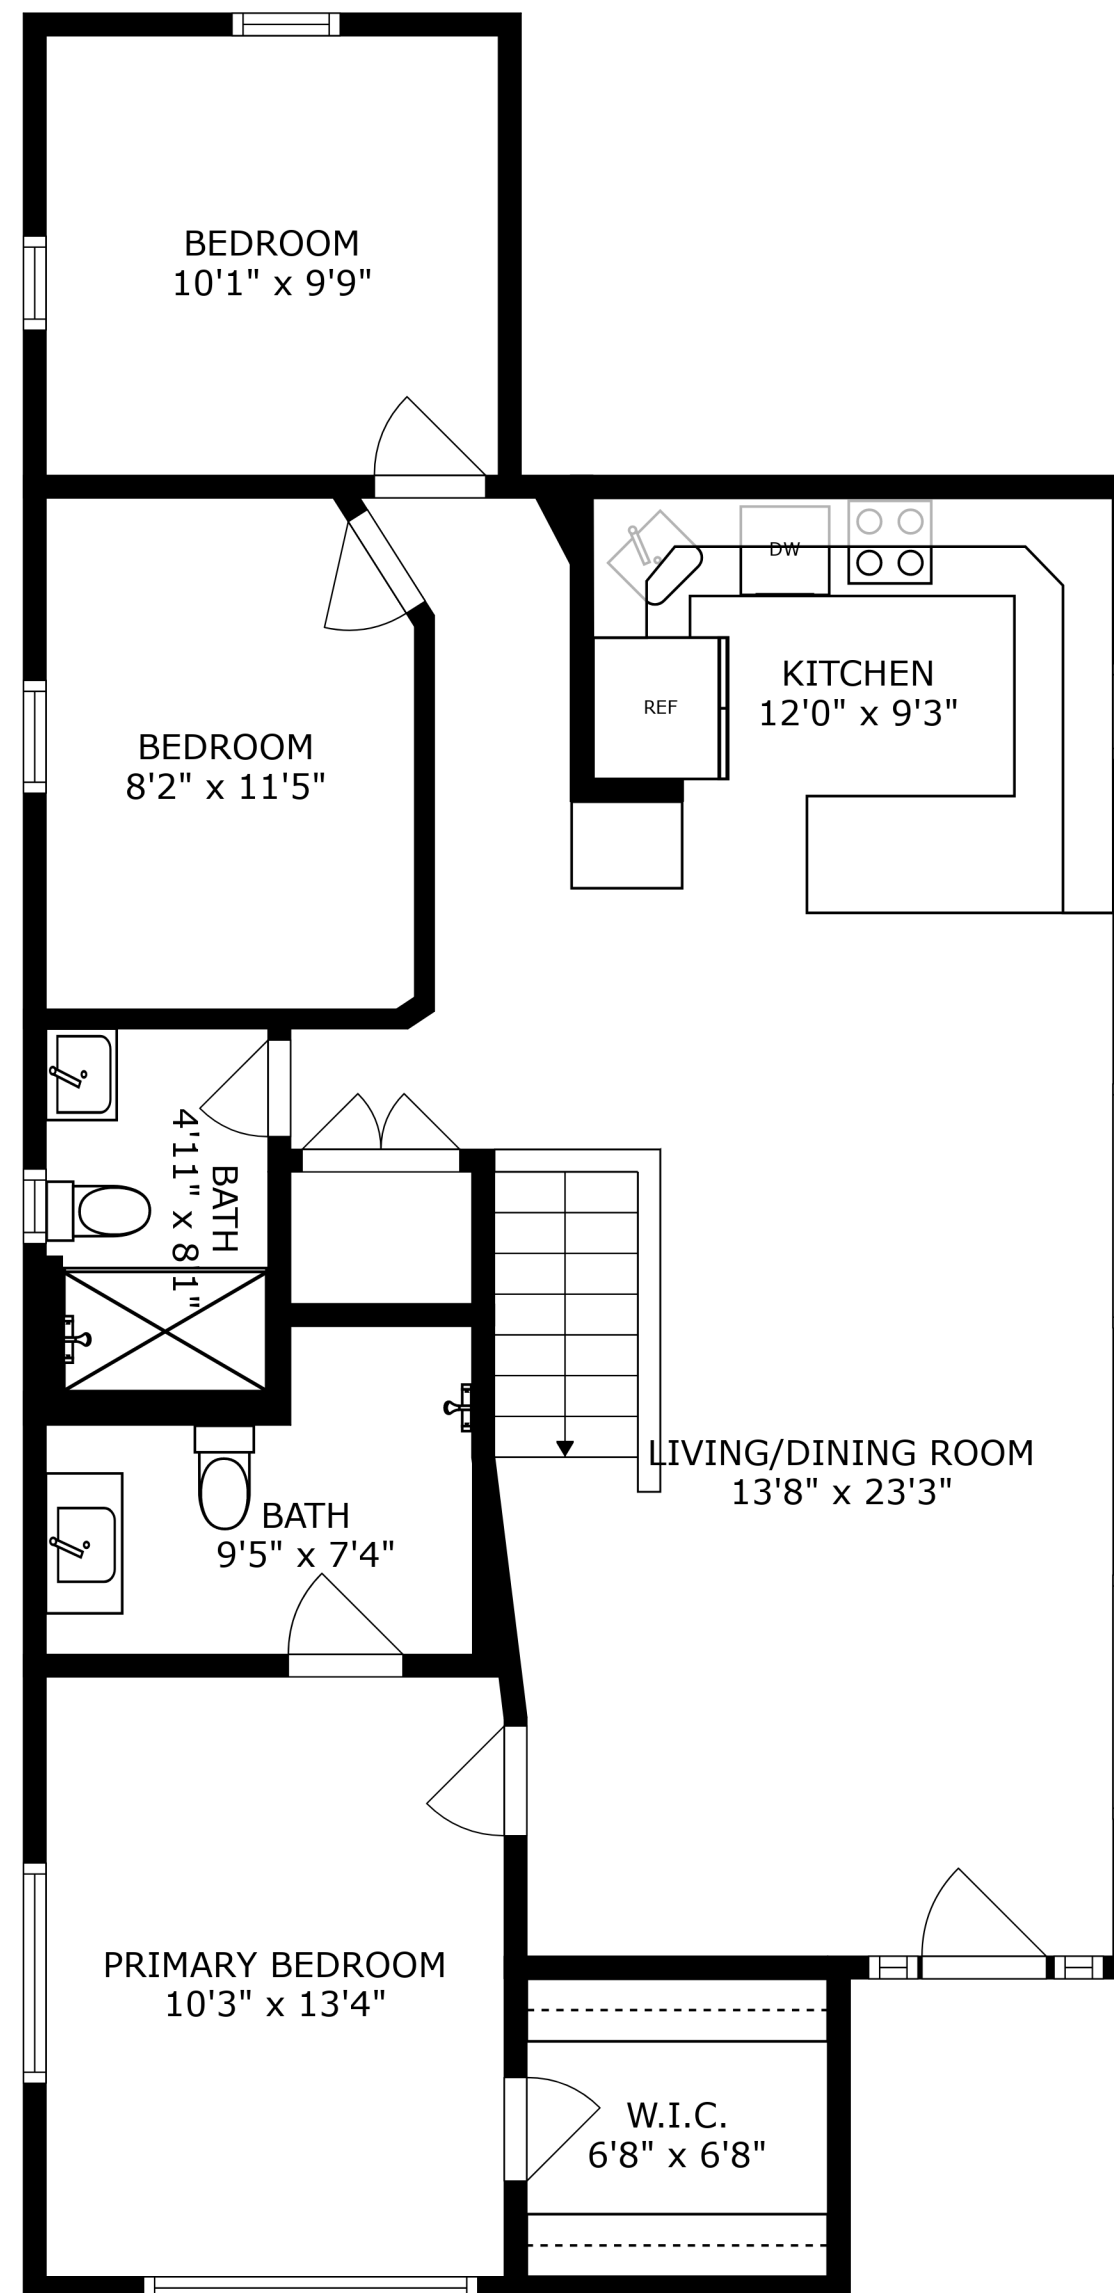 BEDROOM
10'1" x 9'9"
DW
KITCHEN
12'0" x 9'3"
REF
BEDROOM
8'2" x 11'5"
BATH
4'11" x 8'1"
LIVING/DINING ROOM
13'8" x 23'3"
BATH
9'5" x 7'4"
PRIMARY BEDROOM
10'3" x 13'4"
W.I.C.
6'8" x 6'8"